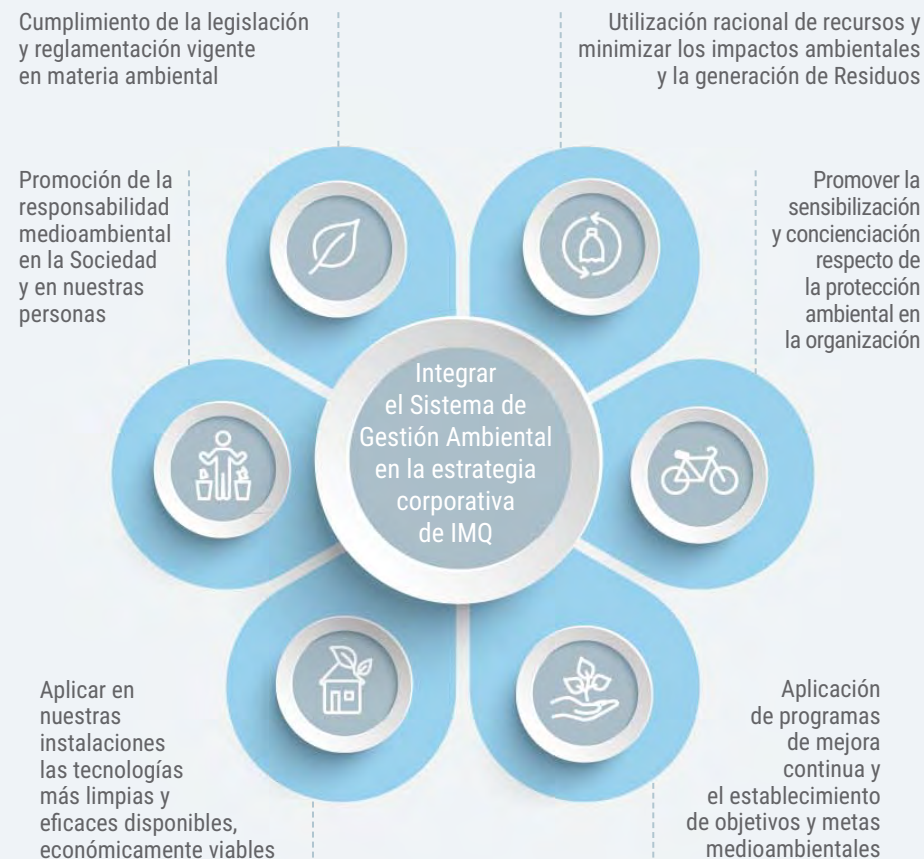 Cumplimiento de la legislación
y reglamentación vigente
en materia ambiental
Utilización racional de recursos y
minimizar los impactos ambientales
y la generación de Residuos
Promoción de la
responsabilidad
medioambiental
en la Sociedad
y en nuestras
personas
Promover la
sensibilización
y concienciación
respecto de
la protección
ambiental en
la organización
Integrar
el Sistema de
Gestión Ambiental
en la estrategia
corporativa
de IMQ
Aplicar en
nuestras
instalaciones
las tecnologías
más limpias y
eficaces disponibles,
económicamente viables
Aplicación
de programas
de mejora
continua y
el establecimiento
de objetivos y metas
medioambientales